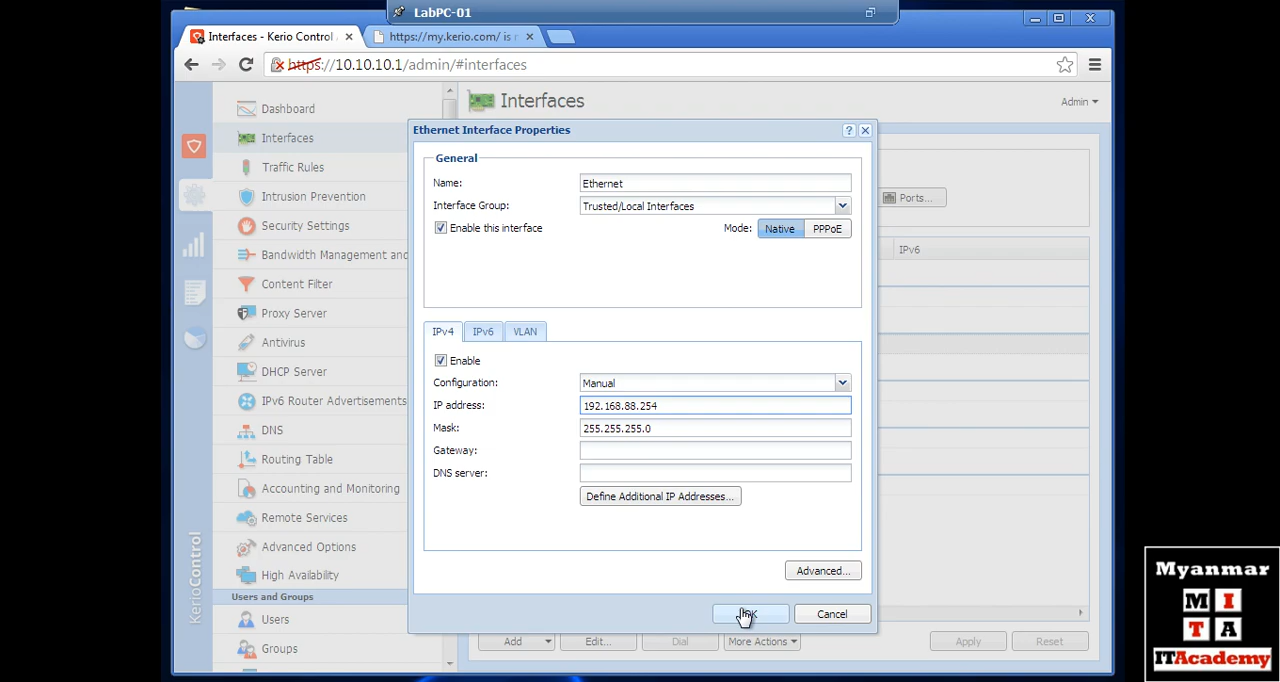 LabPC-01
Interfaces - Kerio Control
https://my.kerio.com/ is n
https://10.10.10.1/admin/#interfaces
Dashboard
Interfaces
Traffic Rules
Intrusion Prevention
Security Settings
Bandwidth Management and
Content Filter
Proxy Server
Antivirus
DHCP Server
IPv6 Router Advertisements
DNS
Routing Table
Accounting and Monitoring
Remote Services
Advanced Options
High Availability
Users and Groups
Users
Groups
KerioControl
Interfaces
Admin
Ports...
IPv6
Ethernet Interface Properties
General
Name:
Ethernet
Interface Group:
Trusted/Local Interfaces
Enable this interface
Mode:
Native
PPPoE
IPv4
IPv6
VLAN
Enable
Configuration:
Manual
IP address:
192.168.88.254
Mask:
255.255.255.0
Gateway:
DNS server:
Define Additional IP Addresses...
Advanced...
OK
Cancel
Add
Edit...
Dial
More Actions
Apply
Reset
Myanmar
M I
T A
ITAcademy